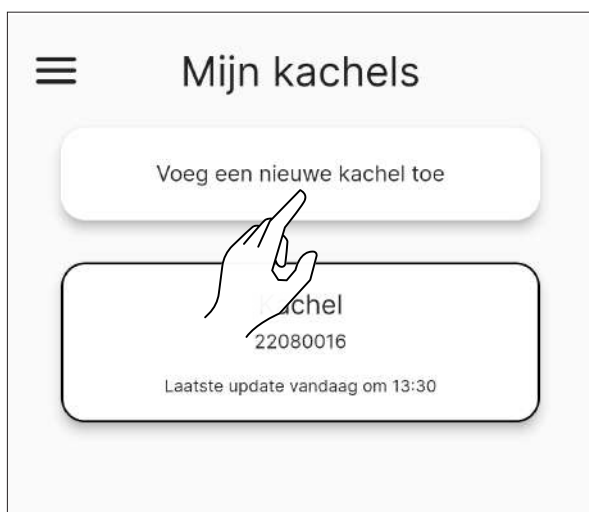 Mijn kachels
Voeg een nieuwe kachel toe
Kachel
22080016
Laatste update vandaag om 13:30